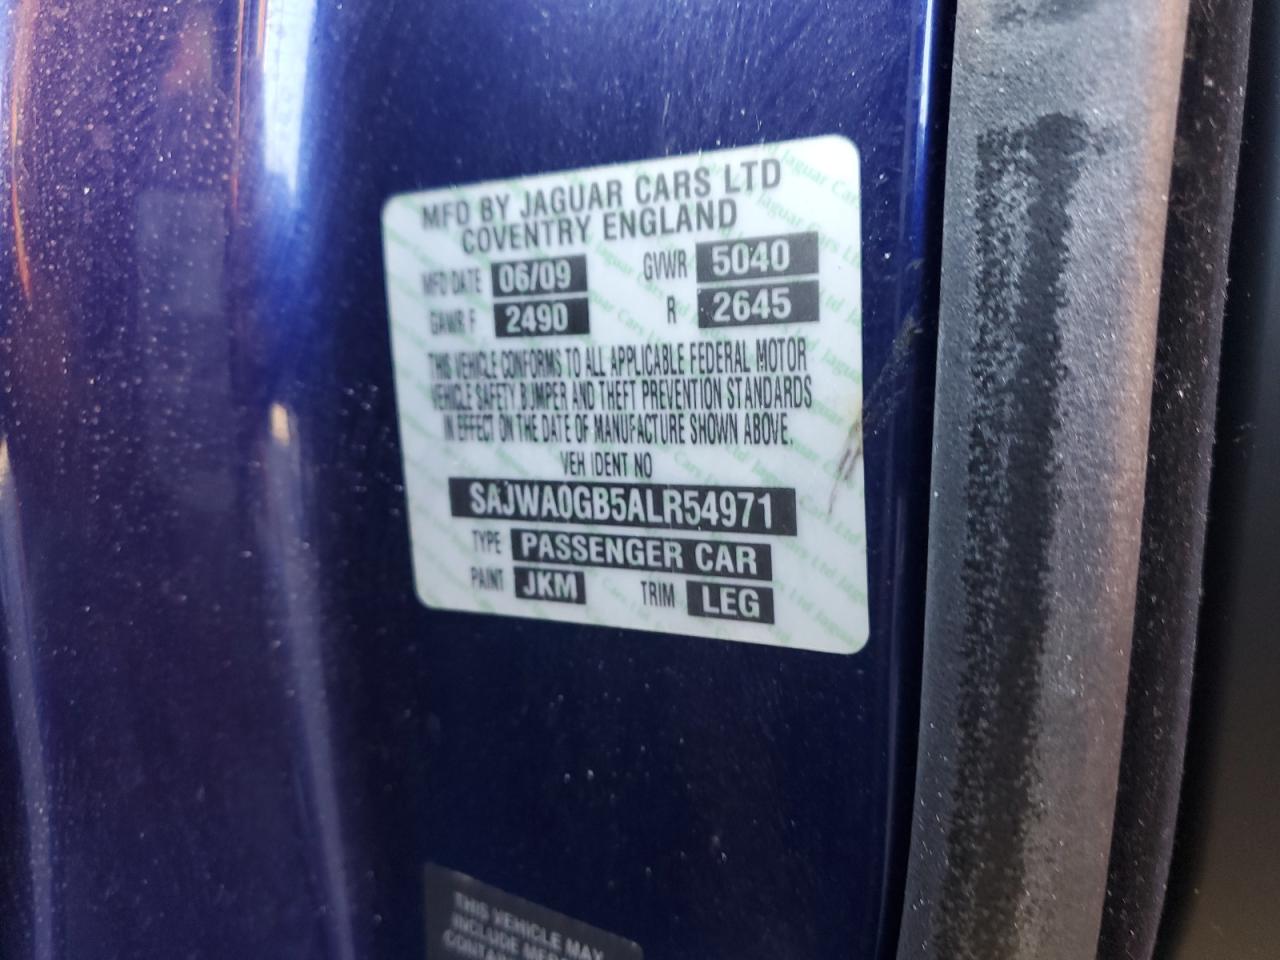 MFD BY JAGUAR CARS LTD
COVENTRY ENGLAND
MFD DATE 06/09 GVWR 5040
GAWR F 2490 R 2645
THIS VEHICLE CONFORMS TO ALL APPLICABLE FEDERAL MOTOR
VEHICLE SAFETY BUMPER AND THEFT PREVENTION STANDARDS
IN EFFECT ON THE DATE OF MANUFACTURE SHOWN ABOVE.
VEH IDENT NO
SAJWA0GB5ALR54971
TYPE PASSENGER CAR
PAINT JKM TRIM LEG
THIS VEHICLE MAY
INCLUDE